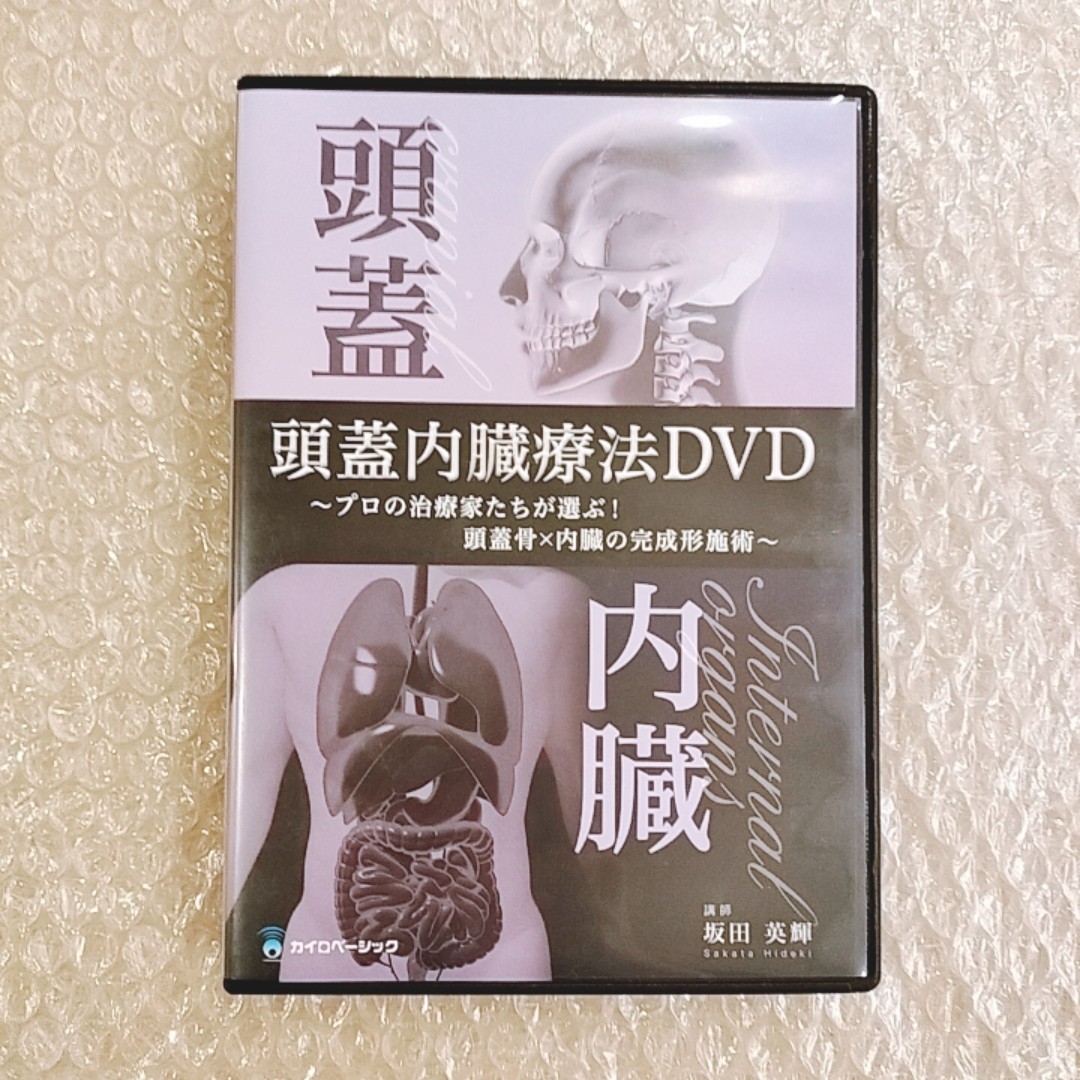 頭蓋
cranial
頭蓋内臓療法DVD
〜プロの治療家たちが選ぶ！
頭蓋骨×内臓の完成形施術〜
内臓
Internal
organs
講師
坂田 英輝
Sakata Hideki
カイロベーシック